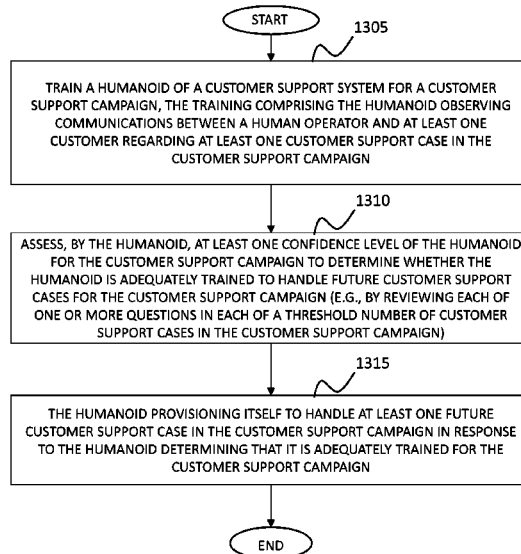 START
1305
TRAIN A HUMANOID OF A CUSTOMER SUPPORT SYSTEM FOR A CUSTOMER
SUPPORT CAMPAIGN, THE TRAINING COMPRISING THE HUMANOID OBSERVING
COMMUNICATIONS BETWEEN A HUMAN OPERATOR AND AT LEAST ONE
CUSTOMER REGARDING AT LEAST ONE CUSTOMER SUPPORT CASE IN THE
CUSTOMER SUPPORT CAMPAIGN
1310
ASSESS, BY THE HUMANOID, AT LEAST ONE CONFIDENCE LEVEL OF THE HUMANOID
FOR THE CUSTOMER SUPPORT CAMPAIGN TO DETERMINE WHETHER THE
HUMANOID IS ADEQUATELY TRAINED TO HANDLE FUTURE CUSTOMER SUPPORT
CASES FOR THE CUSTOMER SUPPORT CAMPAIGN (E.G., BY REVIEWING EACH OF
ONE OR MORE QUESTIONS IN EACH OF A THRESHOLD NUMBER OF CUSTOMER
SUPPORT CASES IN THE CUSTOMER SUPPORT CAMPAIGN)
1315
THE HUMANOID PROVISIONING ITSELF TO HANDLE AT LEAST ONE FUTURE
CUSTOMER SUPPORT CASE IN THE CUSTOMER SUPPORT CAMPAIGN IN RESPONSE
TO THE HUMANOID DETERMINING THAT IT IS ADEQUATELY TRAINED FOR THE
CUSTOMER SUPPORT CAMPAIGN
END